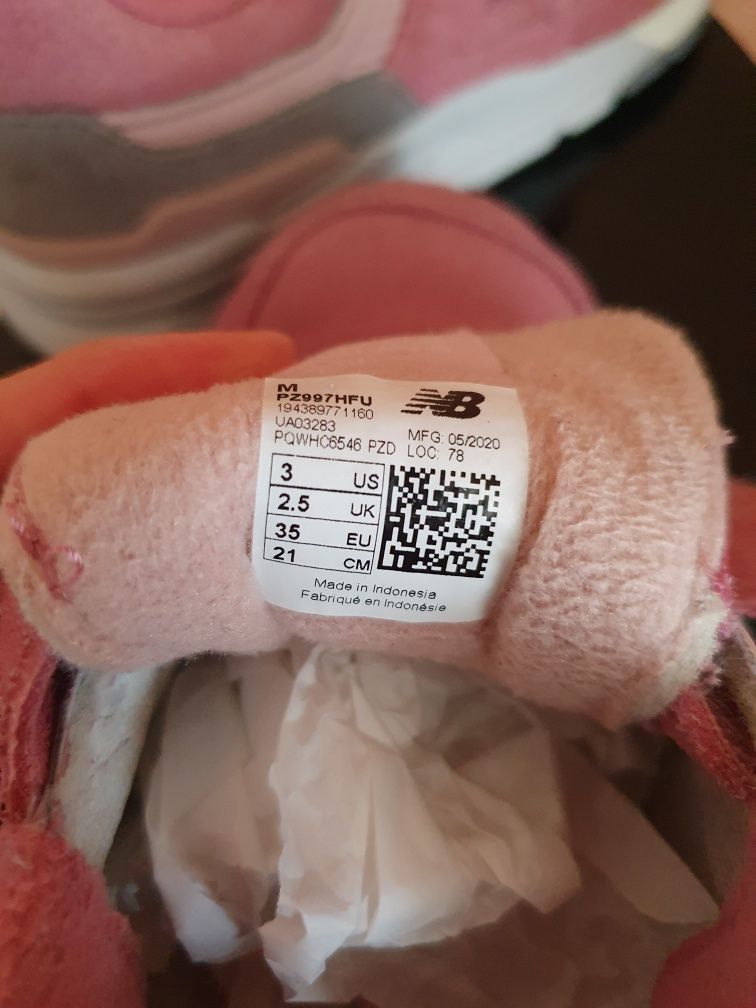 M
PZ997HFU
194389771160
UA03283
PQWHC6546 PZD
NB
MFG: 05/2020
LOC: 78
3 US
2.5 UK
35 EU
21 CM
Made in Indonesia
Fabriqué en Indonésie